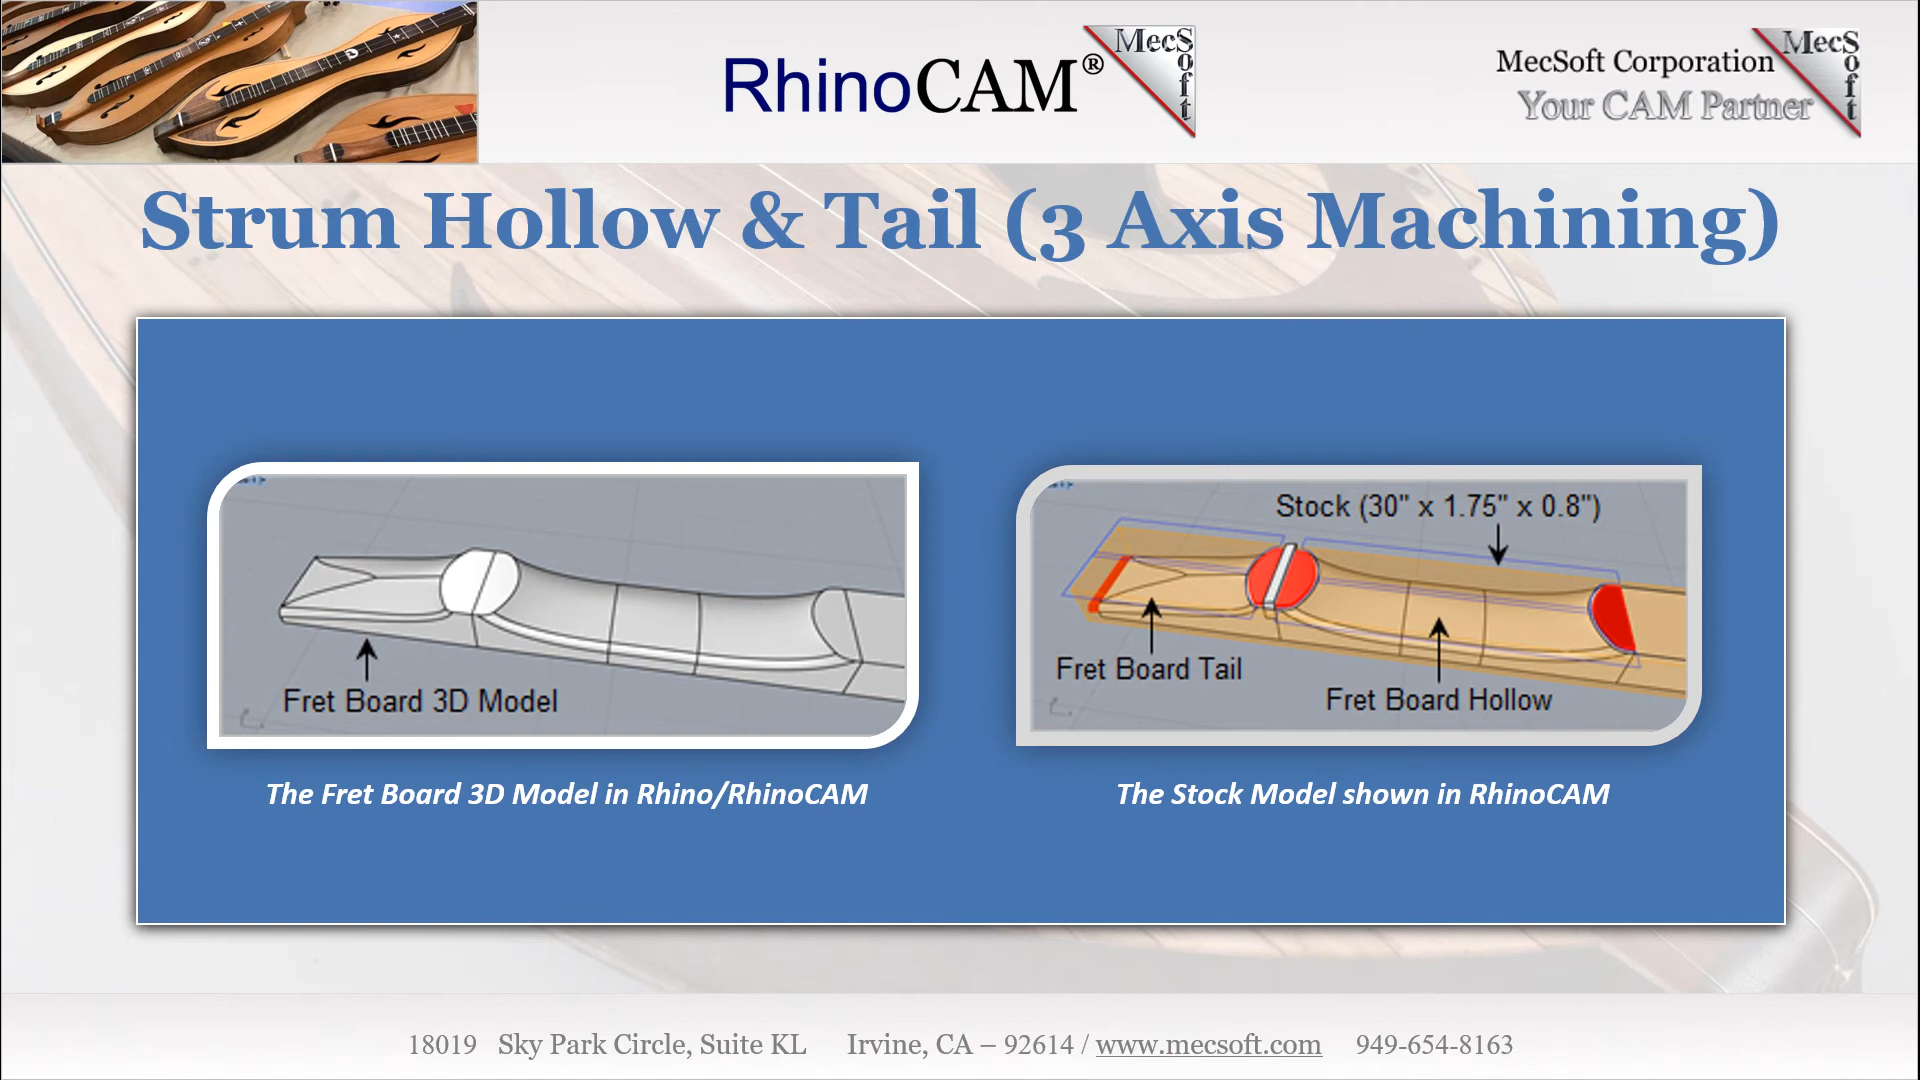 RhinoCAM®
MecSoft
MecSoft Corporation
Your CAM Partner
MecSoft
Strum Hollow & Tail (3 Axis Machining)
Fret Board 3D Model
Stock (30" x 1.75" x 0.8")
Fret Board Tail
Fret Board Hollow
The Fret Board 3D Model in Rhino/RhinoCAM
The Stock Model shown in RhinoCAM
18019 Sky Park Circle, Suite KL Irvine, CA – 92614 / www.mecsoft.com 949-654-8163